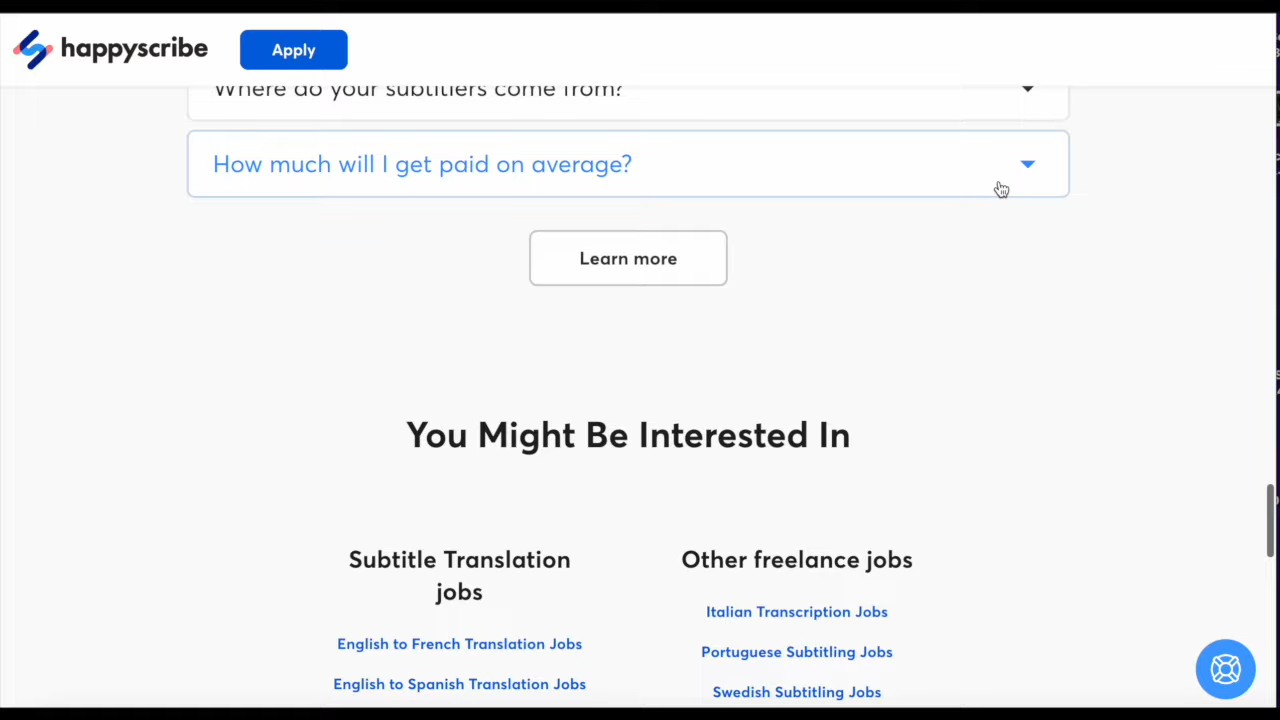 happyscribe
Apply
Where do your subtitlers come from?
How much will I get paid on average?
Learn more
You Might Be Interested In
Subtitle Translation
jobs
English to French Translation Jobs
English to Spanish Translation Jobs
Other freelance jobs
Italian Transcription Jobs
Portuguese Subtitling Jobs
Swedish Subtitling Jobs